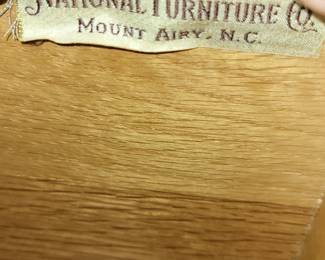 NATIONAL FURNITURE CO.
MOUNT AIRY, N.C.